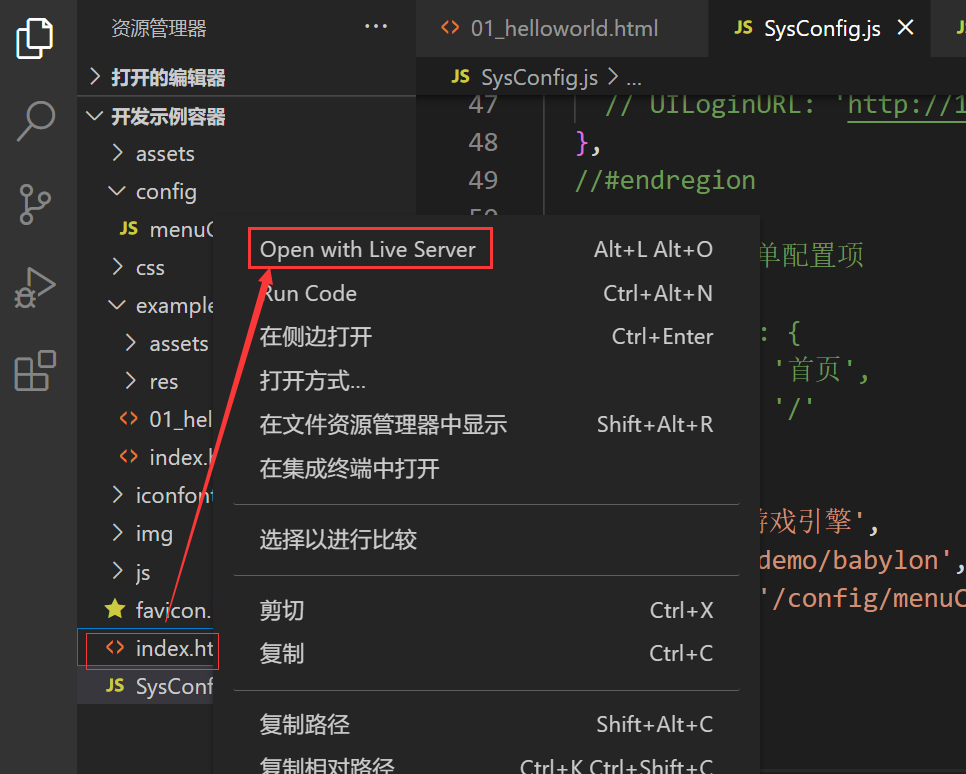 资源管理器
···
01_helloworld.html
JS SysConfig.js ×
打开的编辑器
JS SysConfig.js > ...
47 // UILoginURL: 'http://1
开发示例容器
48 },
assets
49 //#endregion
config
JS menuC
css
example
assets
res
01_hel
index.h
iconfont
img
js
favicon.
index.ht
JS SysConf
Open with Live Server Alt+L Alt+O
Run Code Ctrl+Alt+N
在侧边打开 Ctrl+Enter
打开方式...
在文件资源管理器中显示 Shift+Alt+R
在集成终端中打开
选择以进行比较
剪切 Ctrl+X
复制 Ctrl+C
复制路径 Shift+Alt+C
复制相对路径 Ctrl+K Ctrl+Shift+C
单配置项
: {
'首页',
'/'
戏引擎',
demo/babylon',
'/config/menuC